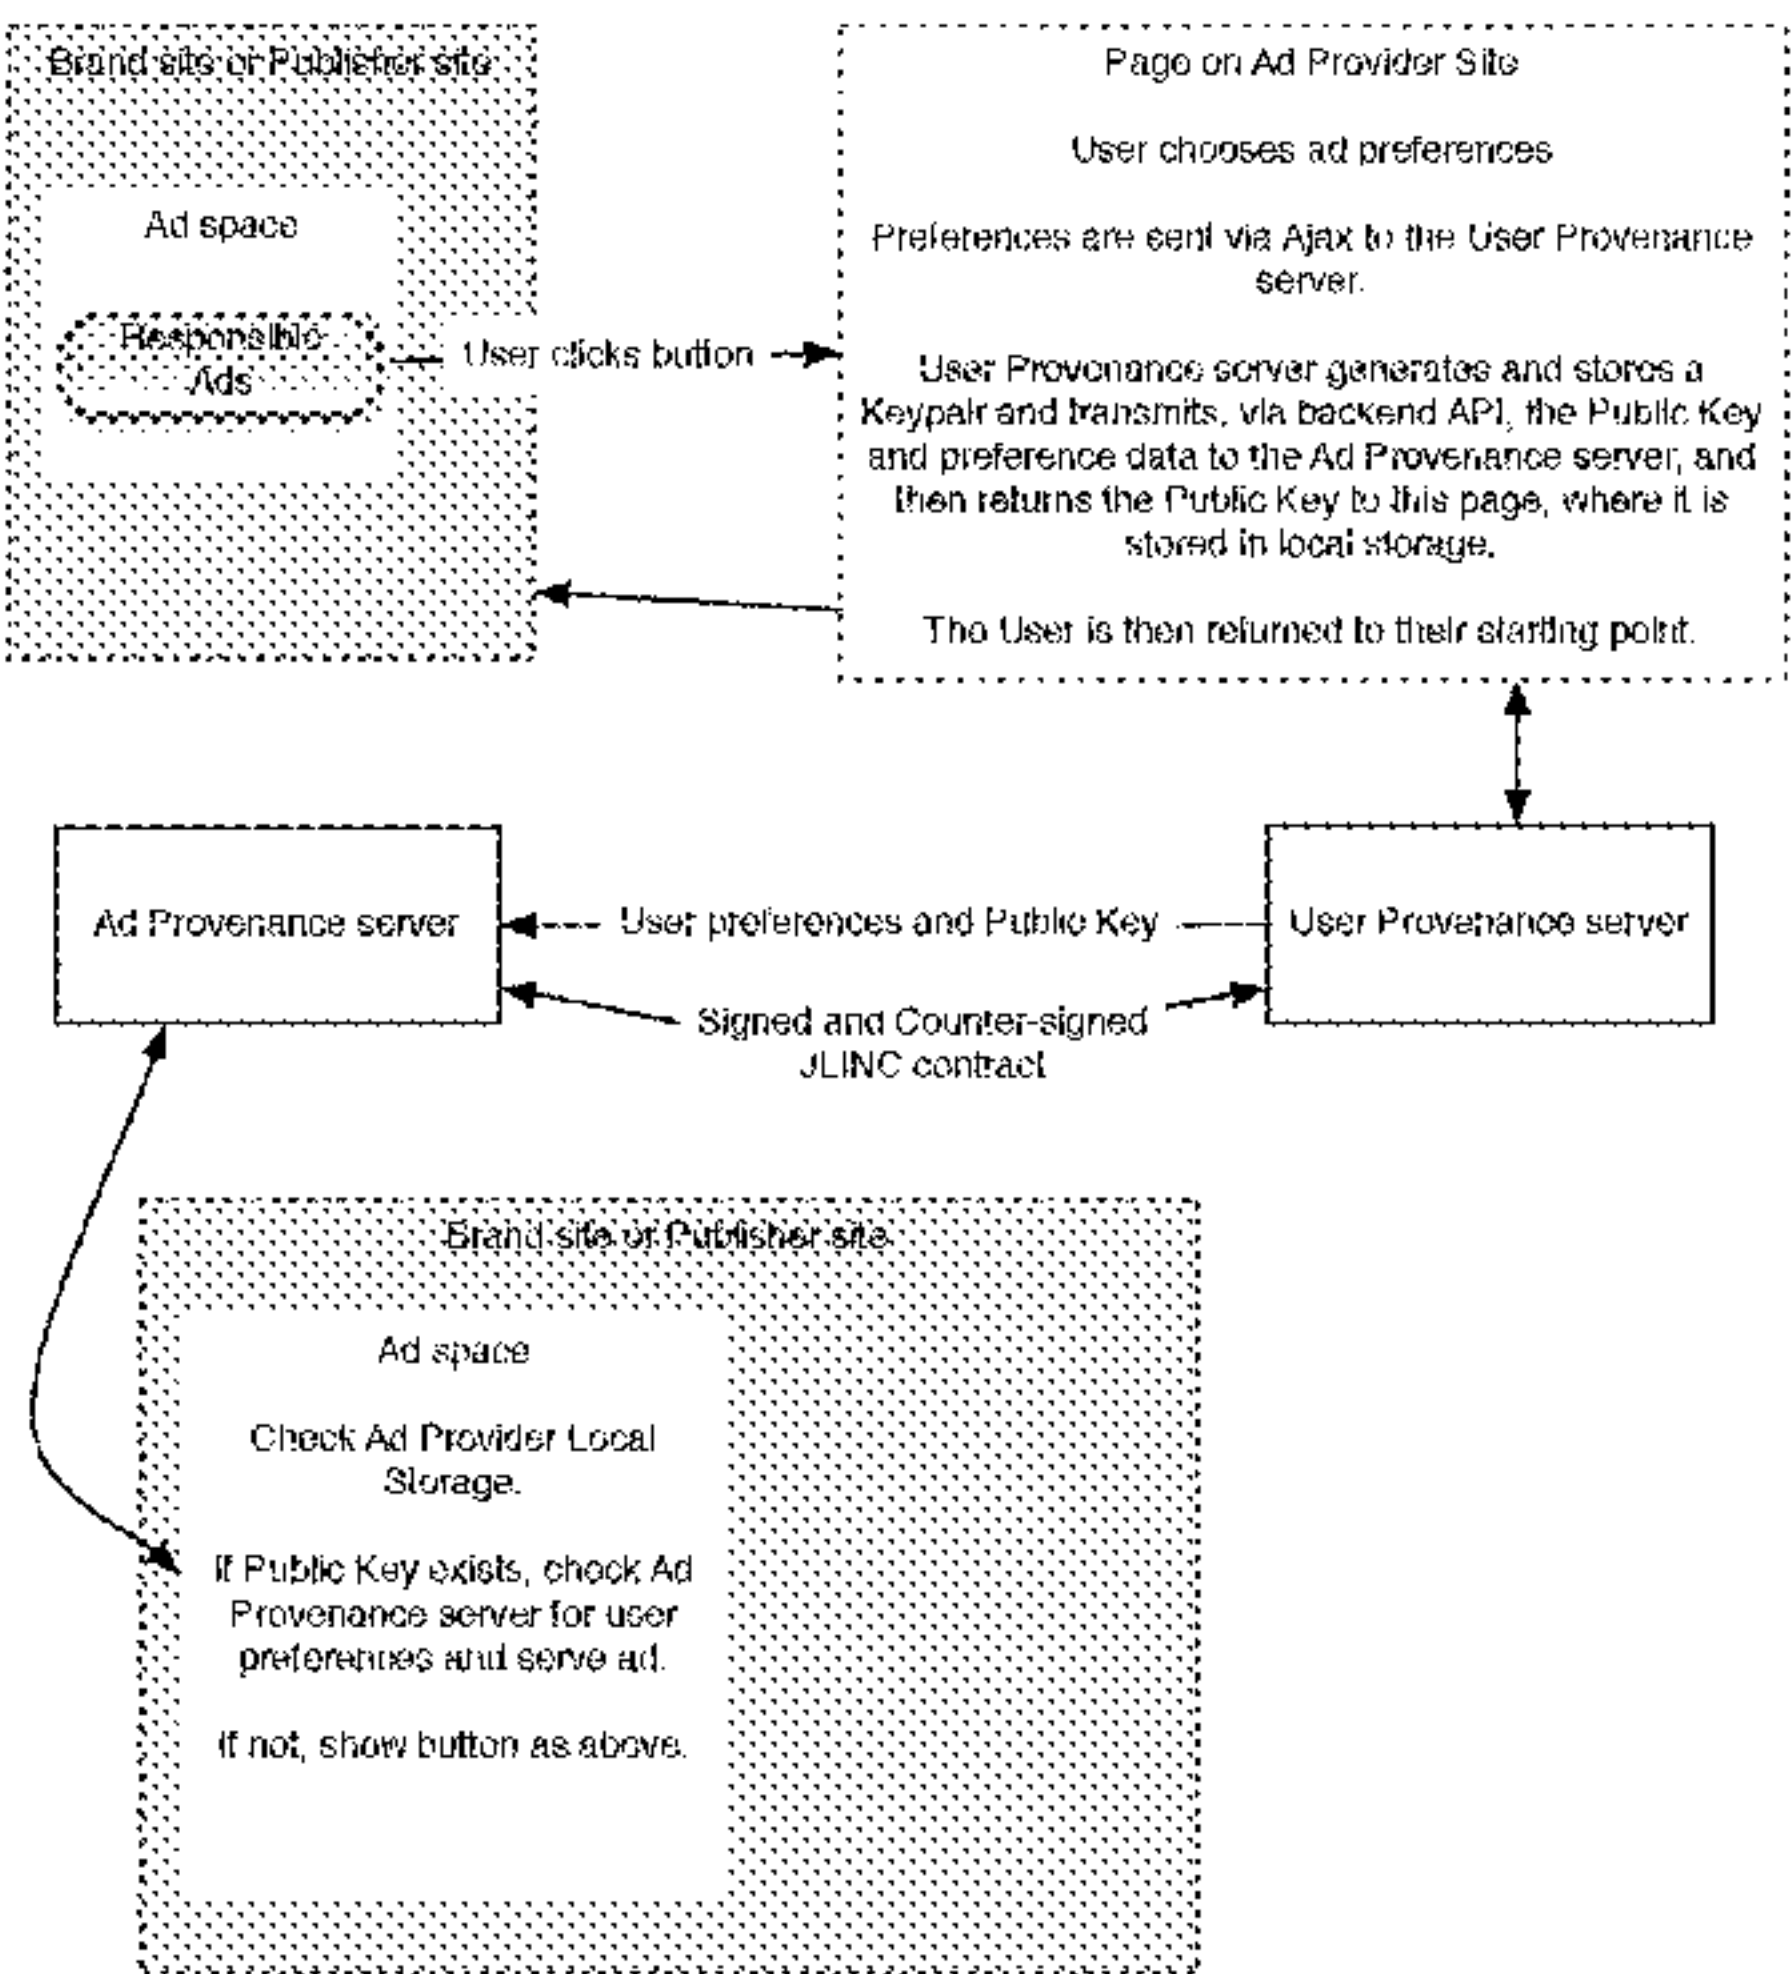 Brand site or Publisher site
Ad space
Responsible
Ads
User clicks button
Page on Ad Provider Site
User chooses ad preferences
Preferences are sent via Ajax to the User Provenance
server.
User Provenance server generates and stores a
Keypair and transmits, via backend API, the Public Key
and preference data to the Ad Provenance server, and
then returns the Public Key to this page, where it is
stored in local storage.
The User is then returned to their starting point.
Ad Provenance server
User preferences and Public Key
User Provenance server
Signed and Counter-signed
JLINC contract
Brand site or Publisher site
Ad space
Check Ad Provider Local
Storage.
If Public Key exists, check Ad
Provenance server for user
preferences and serve ad.
If not, show button as above.